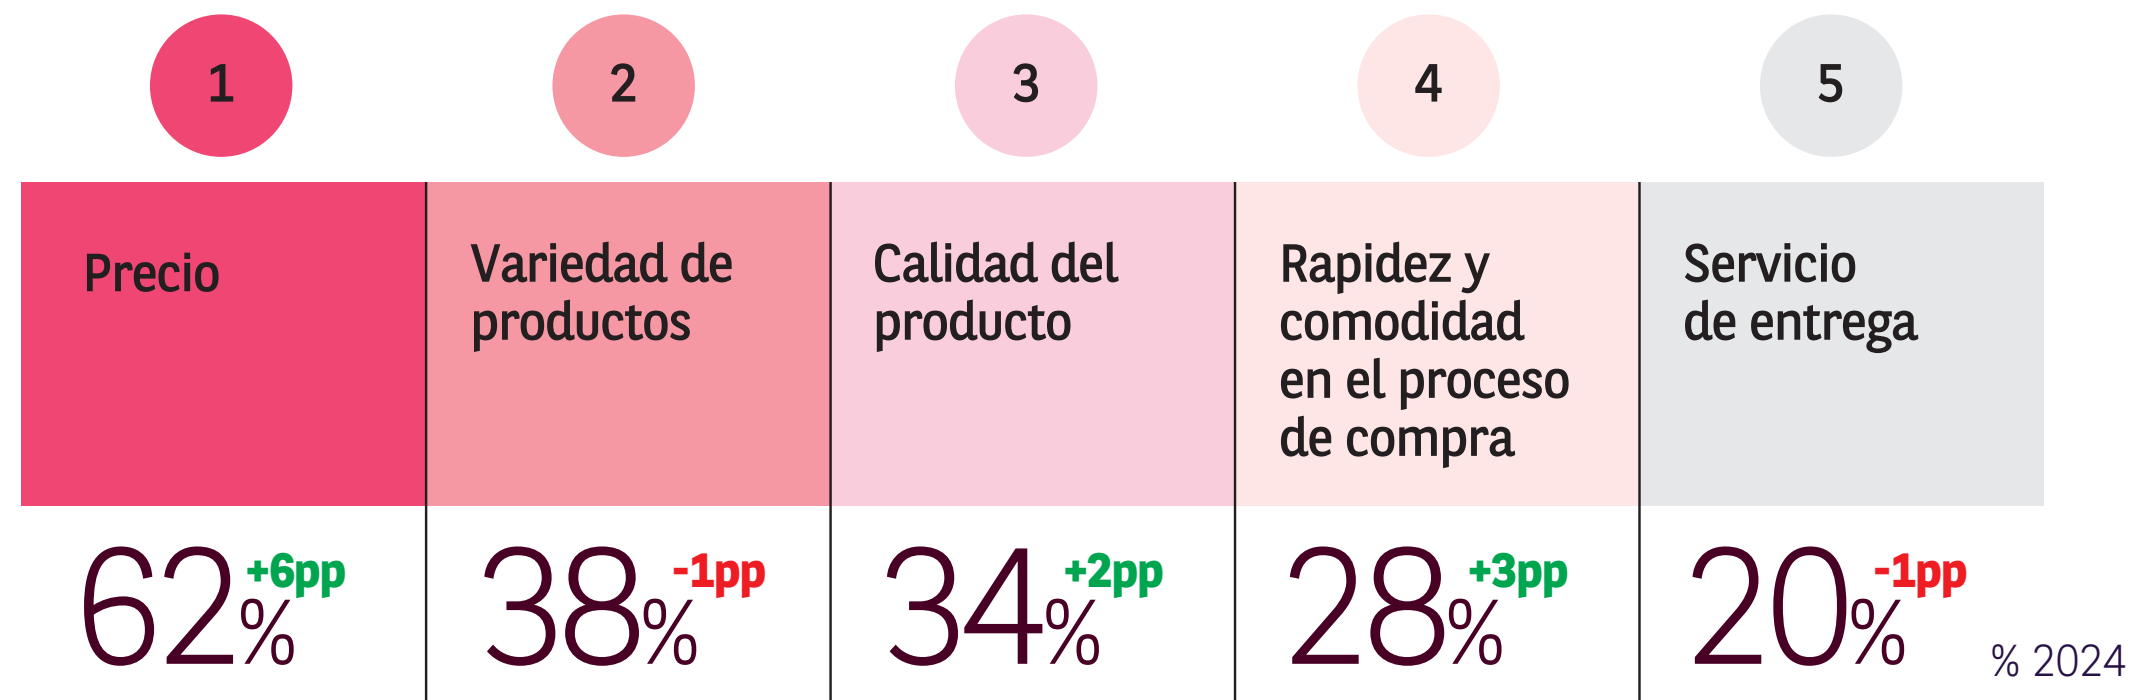 1
2
3
4
5
Precio
Variedad de
productos
Calidad del
producto
Rapidez y
comodidad
en el proceso
de compra
Servicio
de entrega
62% +6pp
38% -1pp
34% +2pp
28% +3pp
20% -1pp
% 2024